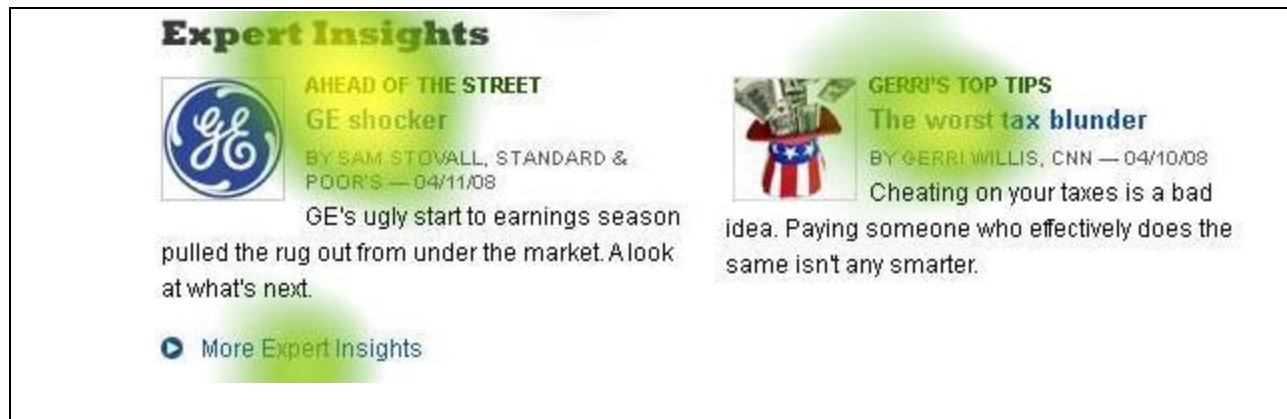 Expert Insights
AHEAD OF THE STREET
GE shocker
BY SAM STOVALL, STANDARD &
POOR'S — 04/11/08
GE's ugly start to earnings season
pulled the rug out from under the market. A look
at what's next.
More Expert Insights
GE
GERRI'S TOP TIPS
The worst tax blunder
BY GERRI WILLIS, CNN — 04/10/08
Cheating on your taxes is a bad
idea. Paying someone who effectively does the
same isn't any smarter.